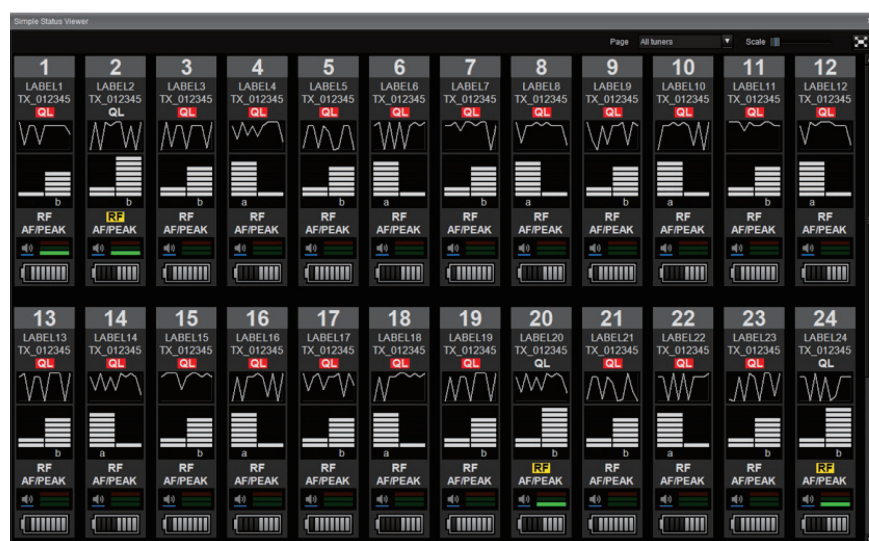 Simple Status Viewer
Page All tuners Scale
1 2 3 4 5 6 7 8 9 10 11 12
LABEL1 LABEL2 LABEL3 LABEL4 LABEL5 LABEL6 LABEL7 LABEL8 LABEL9 LABEL10 LABEL11 LABEL12
TX_012345 TX_012345 TX_012345 TX_012345 TX_012345 TX_012345 TX_012345 TX_012345 TX_012345 TX_012345 TX_012345 TX_012345
QL QL QL QL QL QL QL QL QL QL QL QL
b b b a b a b a b a b a
RF RF RF RF RF RF RF RF RF RF RF RF
AF/PEAK AF/PEAK AF/PEAK AF/PEAK AF/PEAK AF/PEAK AF/PEAK AF/PEAK AF/PEAK AF/PEAK AF/PEAK AF/PEAK
13 14 15 16 17 18 19 20 21 22 23 24
LABEL13 LABEL14 LABEL15 LABEL16 LABEL17 LABEL18 LABEL19 LABEL20 LABEL21 LABEL22 LABEL23 LABEL24
TX_012345 TX_012345 TX_012345 TX_012345 TX_012345 TX_012345 TX_012345 TX_012345 TX_012345 TX_012345 TX_012345 TX_012345
QL QL QL QL QL QL QL QL QL QL QL QL
b a b a b a b b b a b b
RF RF RF RF RF RF RF RF RF RF RF RF
AF/PEAK AF/PEAK AF/PEAK AF/PEAK AF/PEAK AF/PEAK AF/PEAK AF/PEAK AF/PEAK AF/PEAK AF/PEAK AF/PEAK